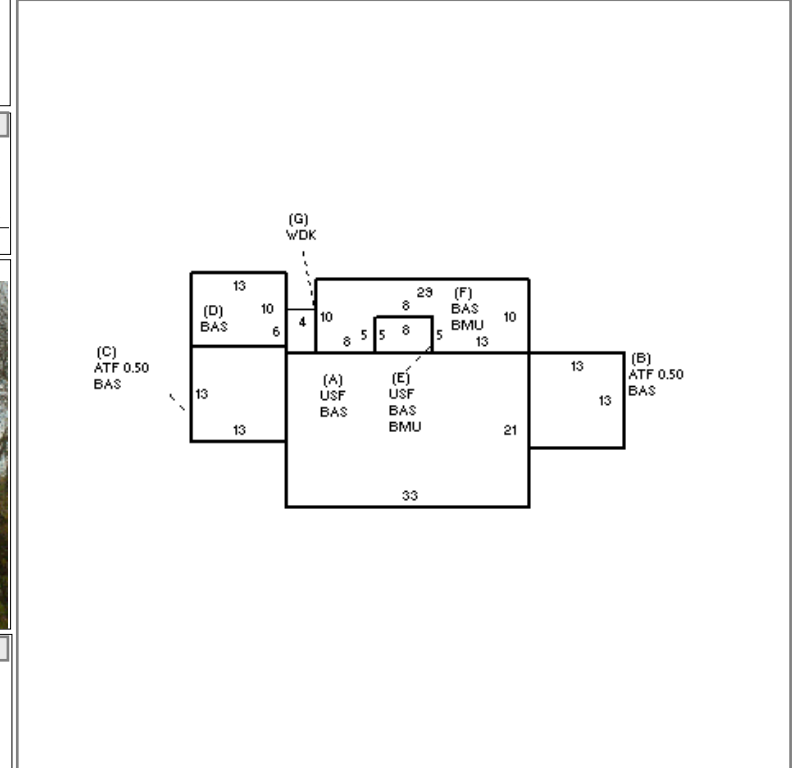 (G)
WDK
13
(D)
BAS
10
6
4
10
29
8
(F)
BAS
BMU
10
8
5
5
8
5
13
(C)
ATF 0.50
BAS
13
13
(A)
USF
BAS
(E)
USF
BAS
BMU
21
33
13
13
(B)
ATF 0.50
BAS